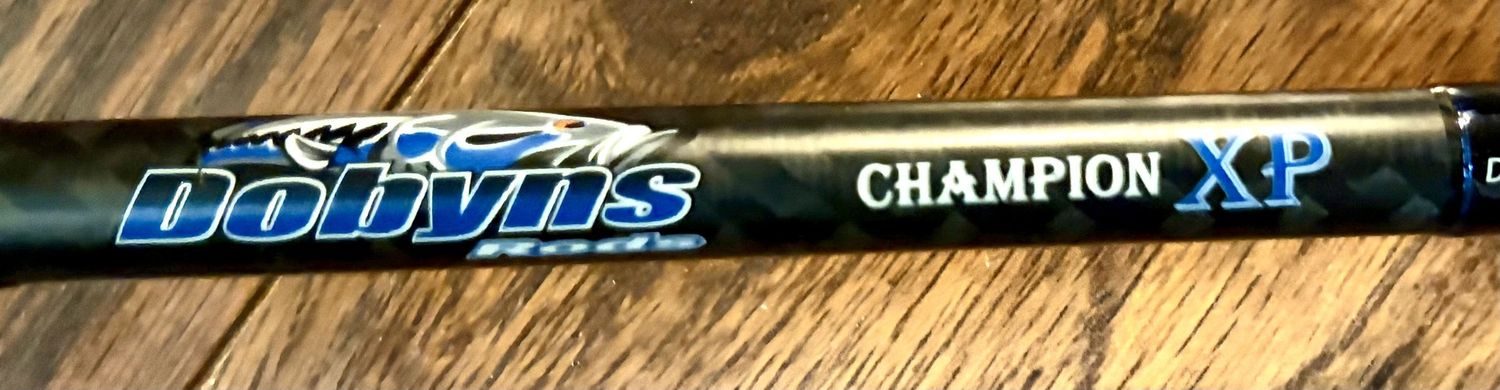 Dobyns
Rods
CHAMPION XP